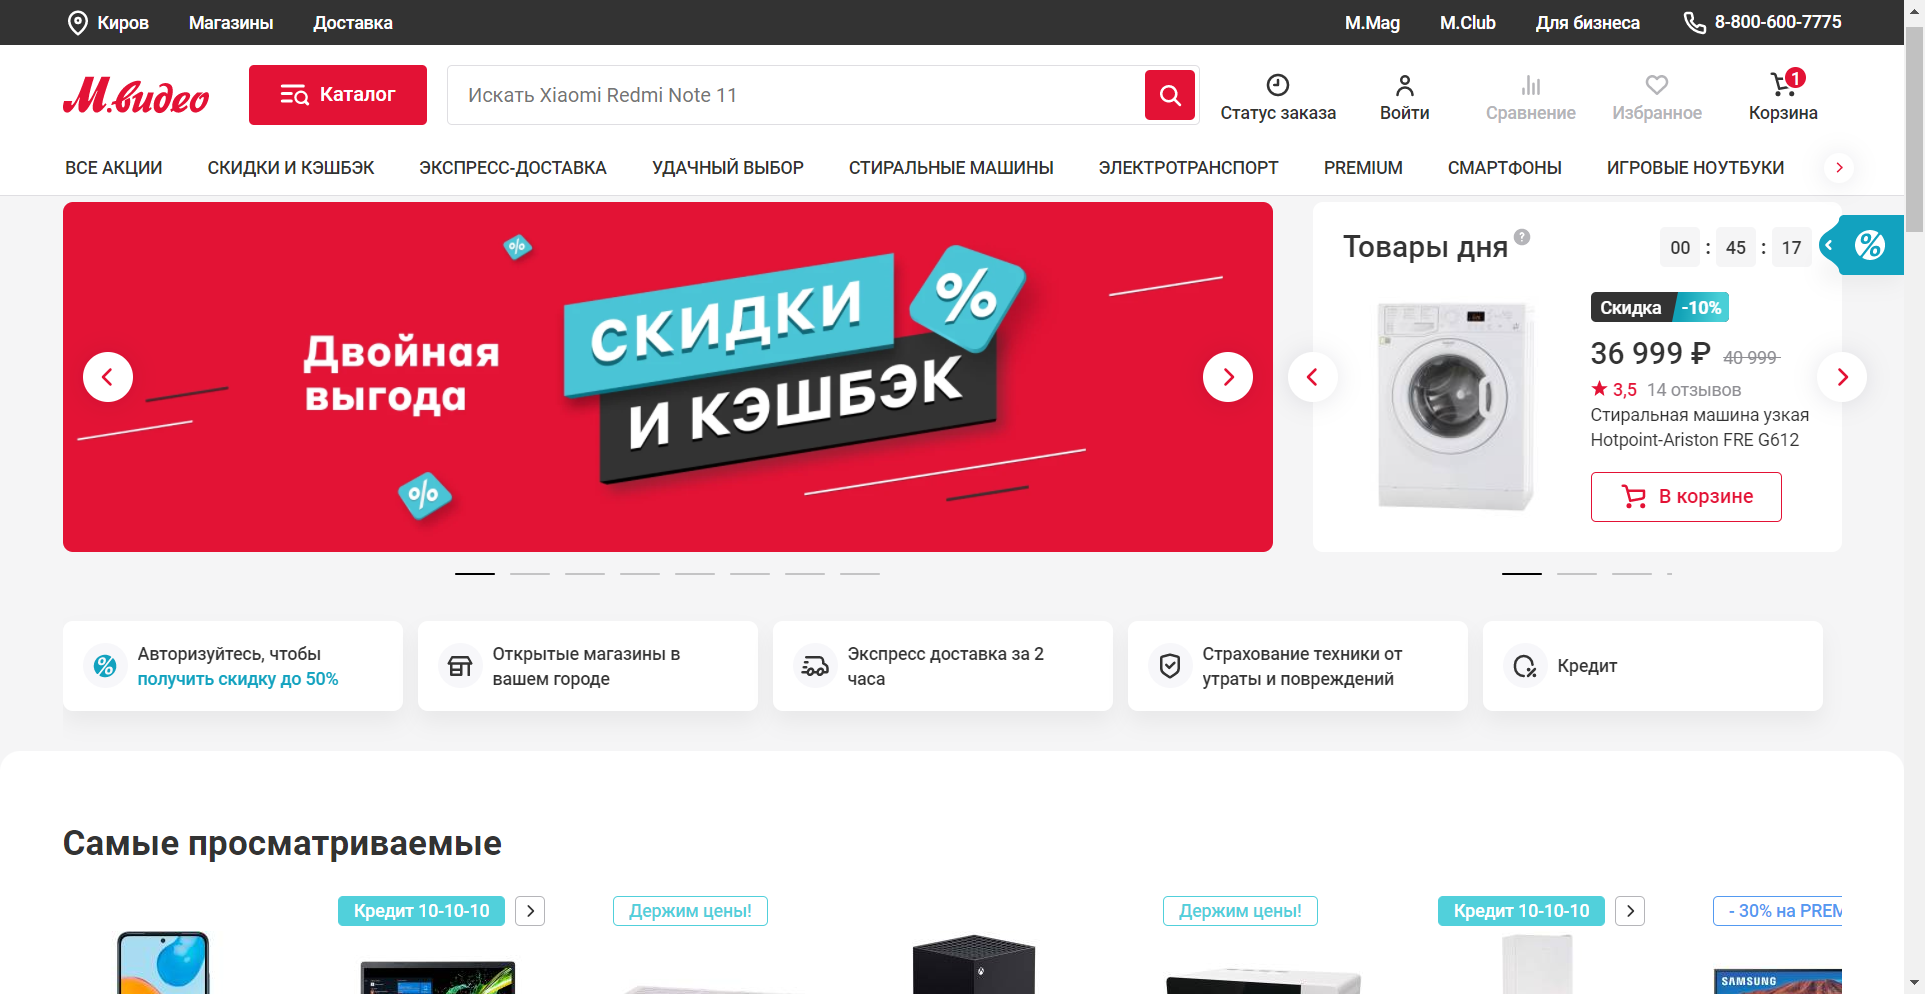 Киров
Магазины
Доставка
M.Mag
M.Club
Для бизнеса
8-800-600-7775
М.видео
Каталог
Искать Xiaomi Redmi Note 11
Статус заказа
Войти
Сравнение
Избранное
1
Корзина
ВСЕ АКЦИИ
СКИДКИ И КЭШБЭК
ЭКСПРЕСС-ДОСТАВКА
УДАЧНЫЙ ВЫБОР
СТИРАЛЬНЫЕ МАШИНЫ
ЭЛЕКТРОТРАНСПОРТ
PREMIUM
СМАРТФОНЫ
ИГРОВЫЕ НОУТБУКИ
Двойная
выгода
СКИДКИ
%
И КЭШБЭК
%
%
Товары дня
?
00 : 45 : 17
%
Скидка -10%
36 999 ₽ 40 999
3,5 14 отзывов
Стиральная машина узкая
Hotpoint-Ariston FRE G612
В корзине
Авторизуйтесь, чтобы
получить скидку до 50%
Открытые магазины в
вашем городе
Экспресс доставка за 2
часа
Страхование техники от
утраты и повреждений
Кредит
Самые просматриваемые
Кредит 10-10-10
Держим цены!
Держим цены!
Кредит 10-10-10
- 30% на PREM
SAMSUNG